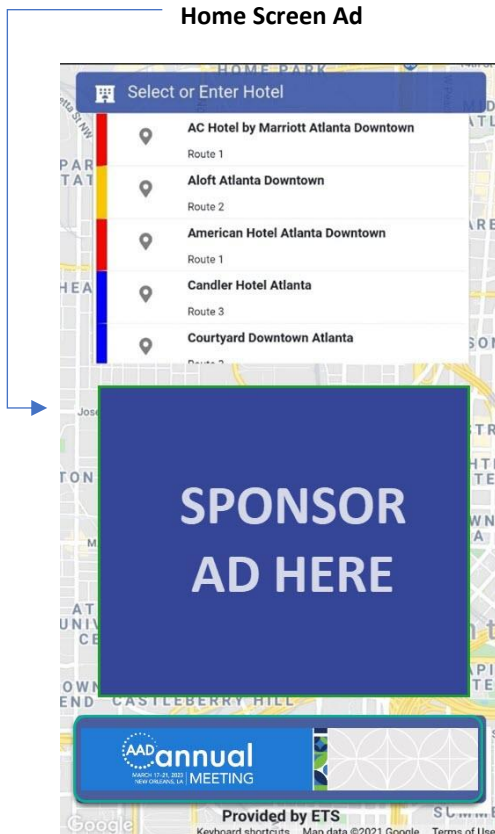 Home Screen Ad
HOME PARK
Select or Enter Hotel
AC Hotel by Marriott Atlanta Downtown
Route 1
Aloft Atlanta Downtown
Route 2
American Hotel Atlanta Downtown
Route 1
Candler Hotel Atlanta
Route 3
Courtyard Downtown Atlanta
SPONSOR
AD HERE
CASTLEBERRY HILL
AAD annual
MARCH 17-21, 2023
NEW ORLEANS, LA MEETING
Provided by ETS
Google
Keyboard shortcuts Map data ©2021 Google Terms of Us